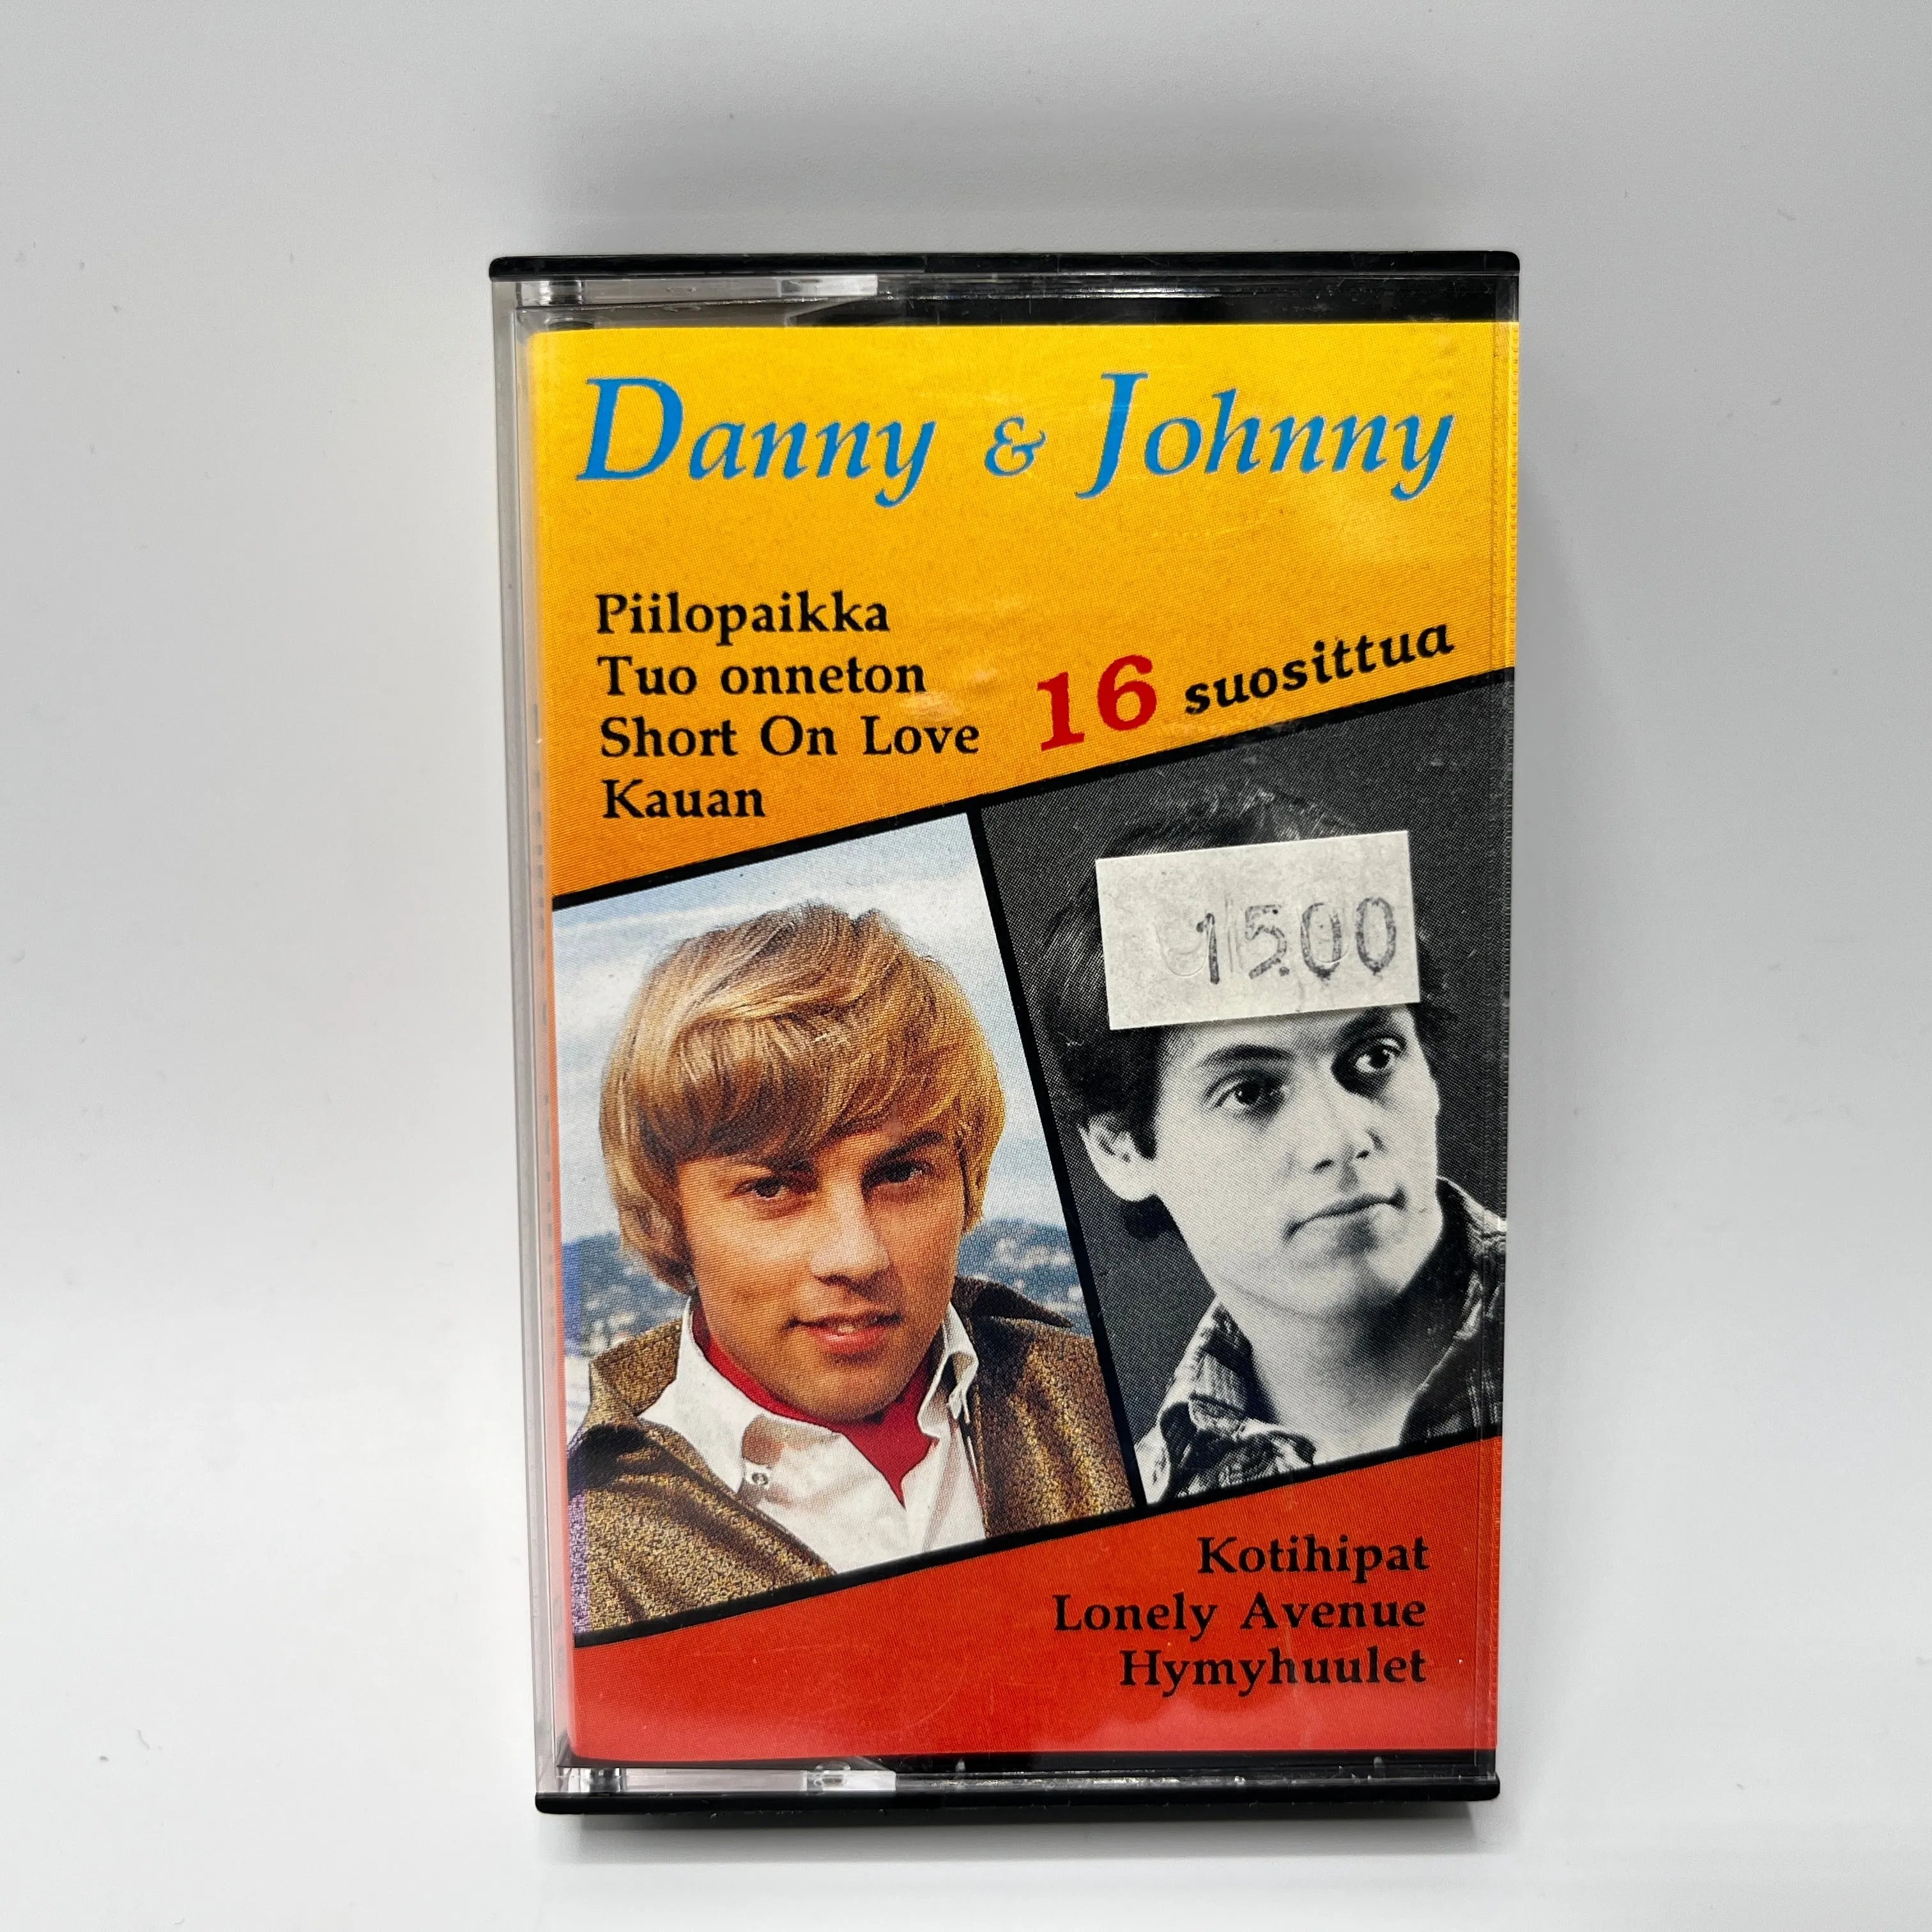 Danny & Johnny
Piilopaikka
Tuo onneton
Short On Love
Kauan
16 suosittua
1500
Kotihipat
Lonely Avenue
Hymyhuulet